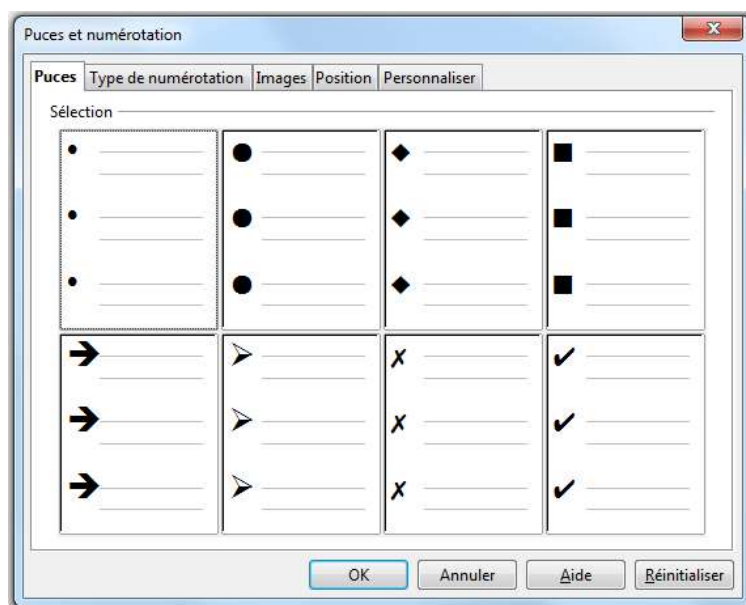 Puces et numérotation
Puces Type de numérotation Images Position Personnaliser
Sélection
OK Annuler Aide Réinitialiser